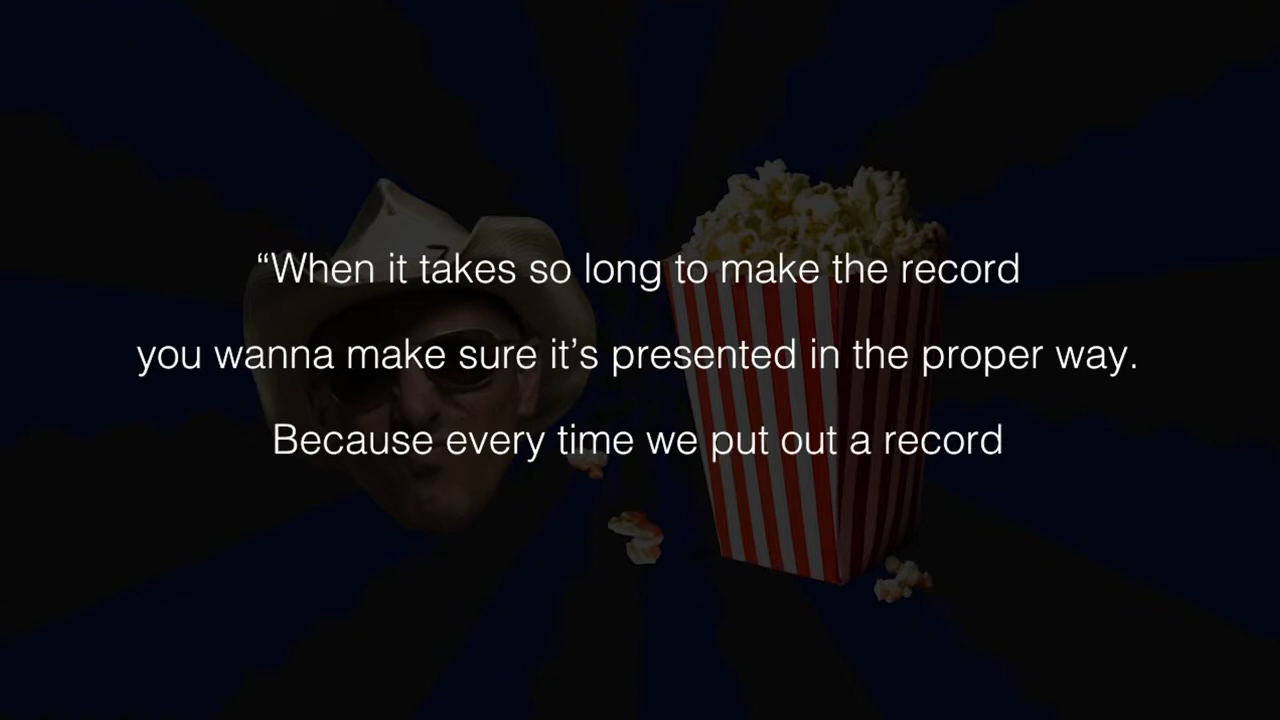 “When it takes so long to make the record
you wanna make sure it’s presented in the proper way.
Because every time we put out a record